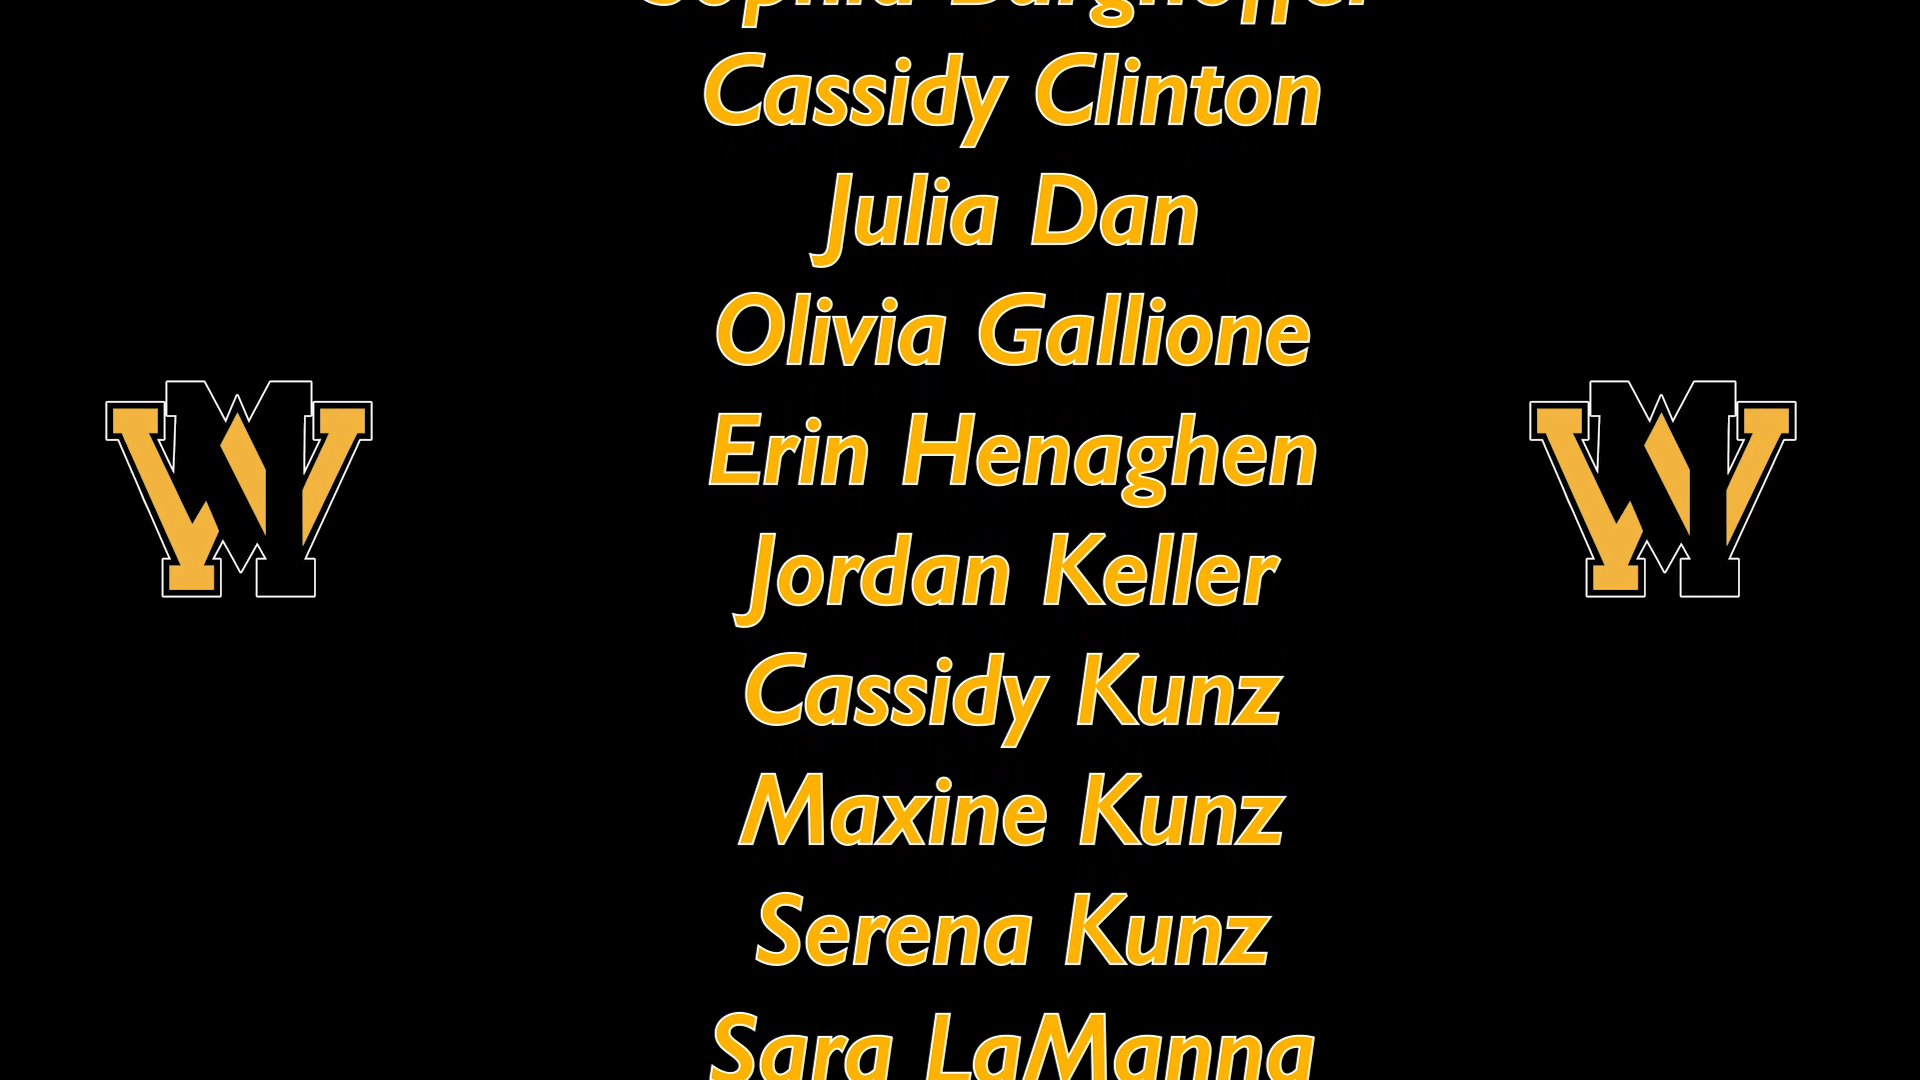 Cassidy Clinton
Julia Dan
Olivia Gallione
Erin Henaghen
Jordan Keller
Cassidy Kunz
Maxine Kunz
Serena Kunz
Sara LaManna